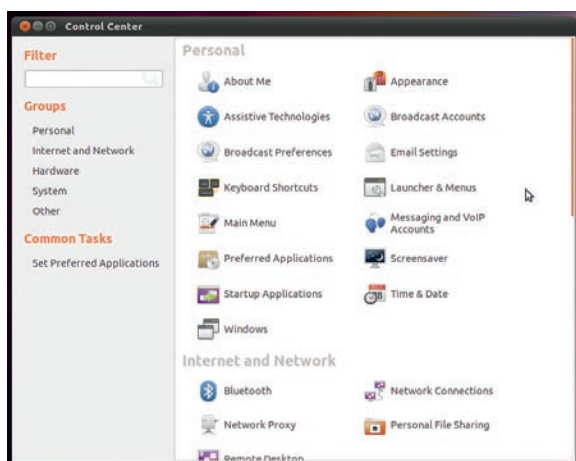 Control Center
Filter
Groups
Personal
Internet and Network
Hardware
System
Other
Common Tasks
Set Preferred Applications
Personal
About Me
Appearance
Assistive Technologies
Broadcast Accounts
Broadcast Preferences
Email Settings
Keyboard Shortcuts
Launcher & Menus
Main Menu
Messaging and VoIP
Accounts
Preferred Applications
Screensaver
Startup Applications
Time & Date
18
Windows
Internet and Network
Bluetooth
Network Connections
Network Proxy
Personal File Sharing
Remote Desktop